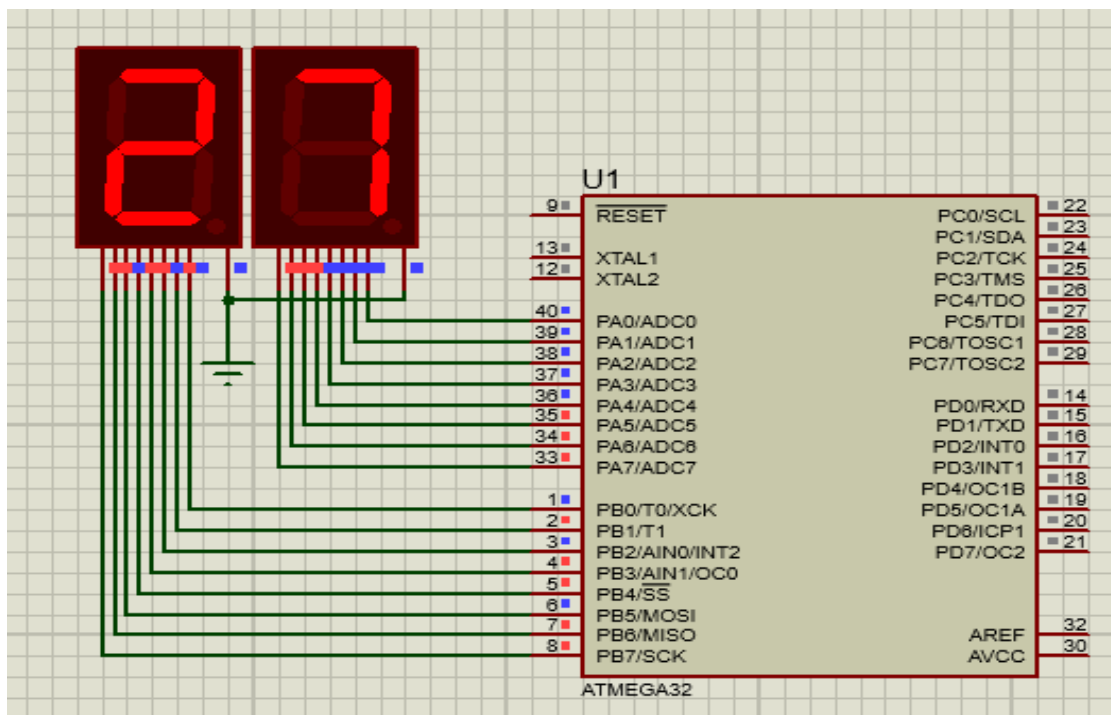 27
U1
9 RESET
13 XTAL1
12 XTAL2
40 PA0/ADC0
39 PA1/ADC1
38 PA2/ADC2
37 PA3/ADC3
36 PA4/ADC4
35 PA5/ADC5
34 PA6/ADC6
33 PA7/ADC7
1 PB0/T0/XCK
2 PB1/T1
3 PB2/AIN0/INT2
4 PB3/AIN1/OC0
5 PB4/SS
6 PB5/MOSI
7 PB6/MISO
8 PB7/SCK
PC0/SCL 22
PC1/SDA 23
PC2/TCK 24
PC3/TMS 25
PC4/TDO 26
PC5/TDI 27
PC6/TOSC1 28
PC7/TOSC2 29
PD0/RXD 14
PD1/TXD 15
PD2/INT0 16
PD3/INT1 17
PD4/OC1B 18
PD5/OC1A 19
PD6/ICP1 20
PD7/OC2 21
AREF 32
AVCC 30
ATMEGA32